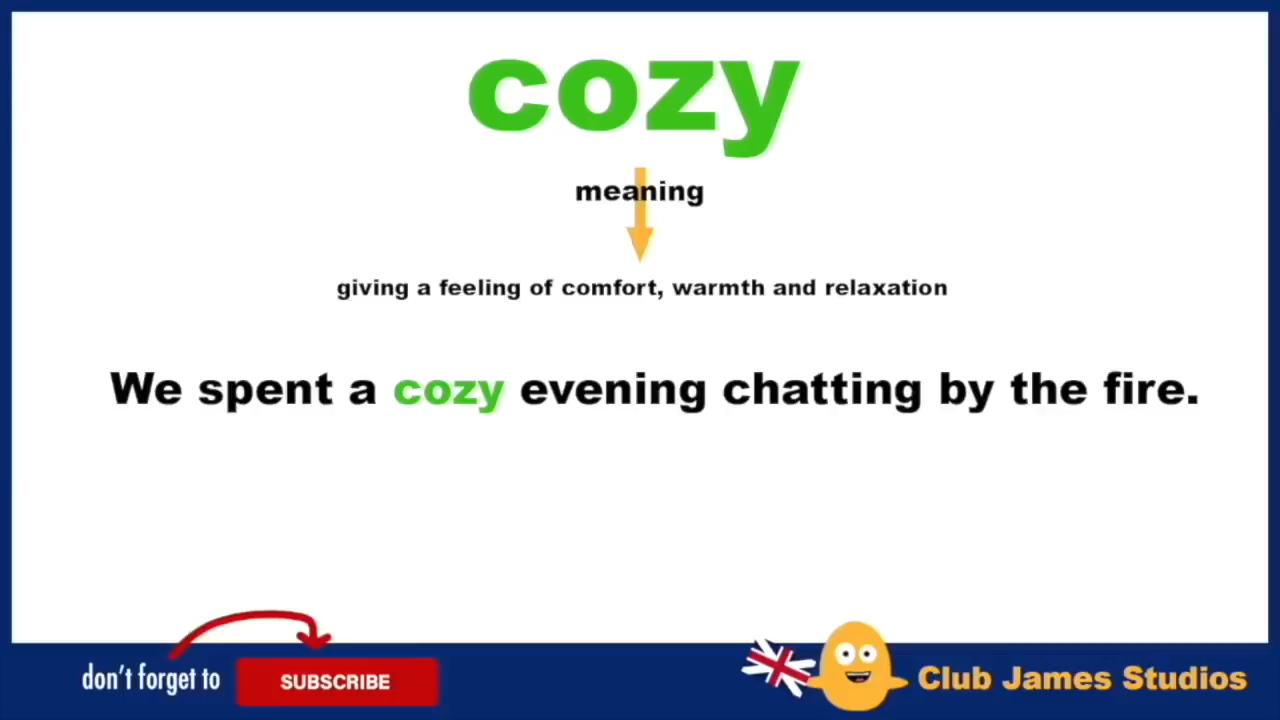 cozy
meaning
giving a feeling of comfort, warmth and relaxation
We spent a cozy evening chatting by the fire.
don't forget to SUBSCRIBE
Club James Studios